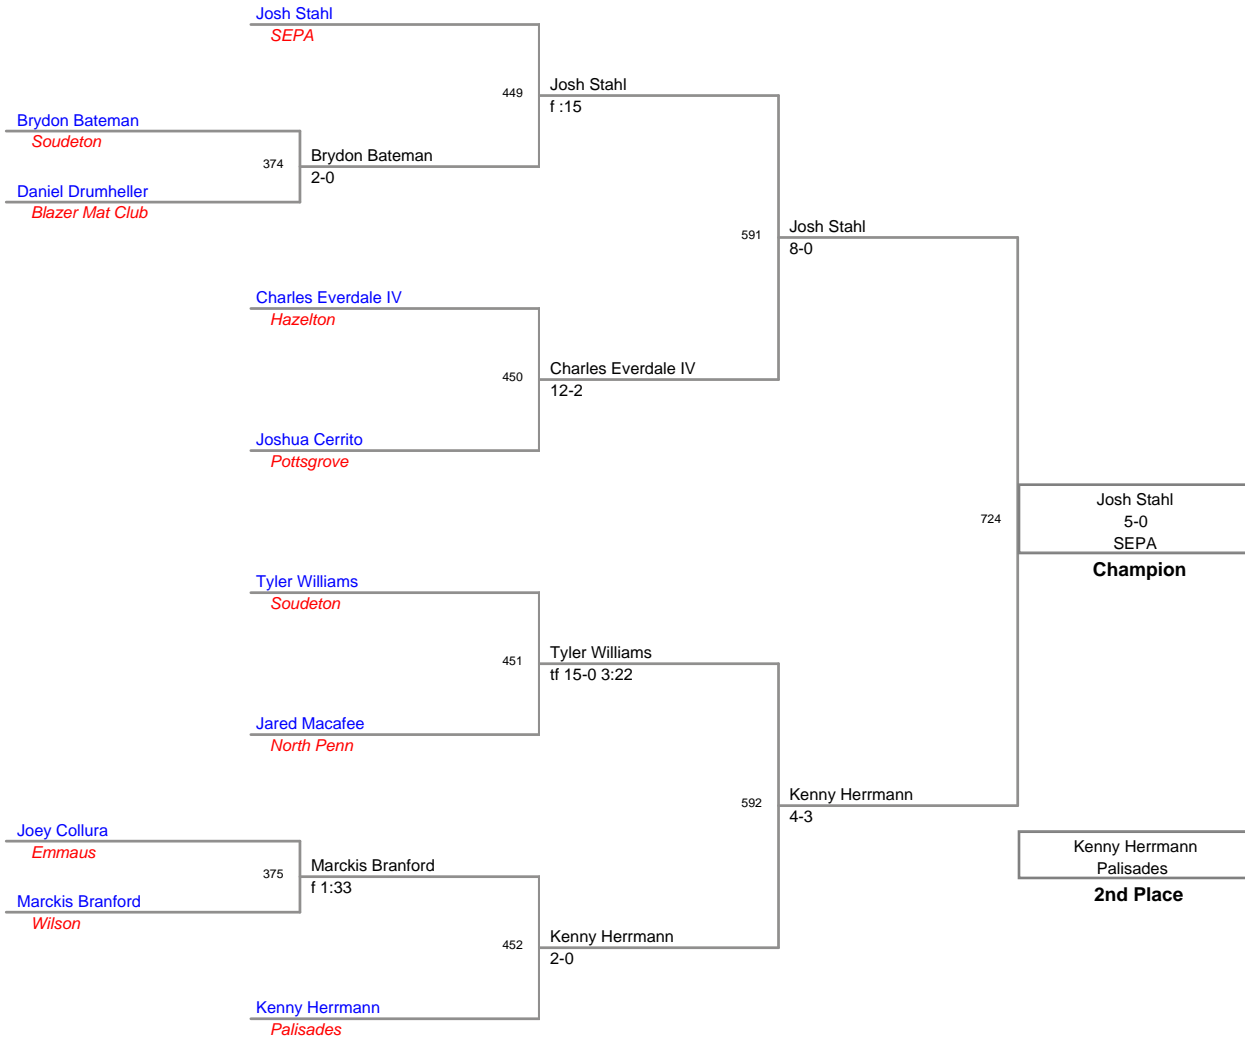 Josh Stahl
SEPA
449
Josh Stahl
f :15
Brydon Bateman
Soudeton
374
Brydon Bateman
2-0
Daniel Drumheller
Blazer Mat Club
591
Josh Stahl
8-0
Charles Everdale IV
Hazelton
450
Charles Everdale IV
12-2
Joshua Cerrito
Pottsgrove
724
Josh Stahl
5-0
SEPA
Champion
Tyler Williams
Soudeton
451
Tyler Williams
tf 15-0 3:22
Jared Macafee
North Penn
592
Kenny Herrmann
4-3
Joey Collura
Emmaus
375
Marckis Branford
f 1:33
Marckis Branford
Wilson
452
Kenny Herrmann
2-0
Kenny Herrmann
Palisades
Kenny Herrmann
Palisades
2nd Place